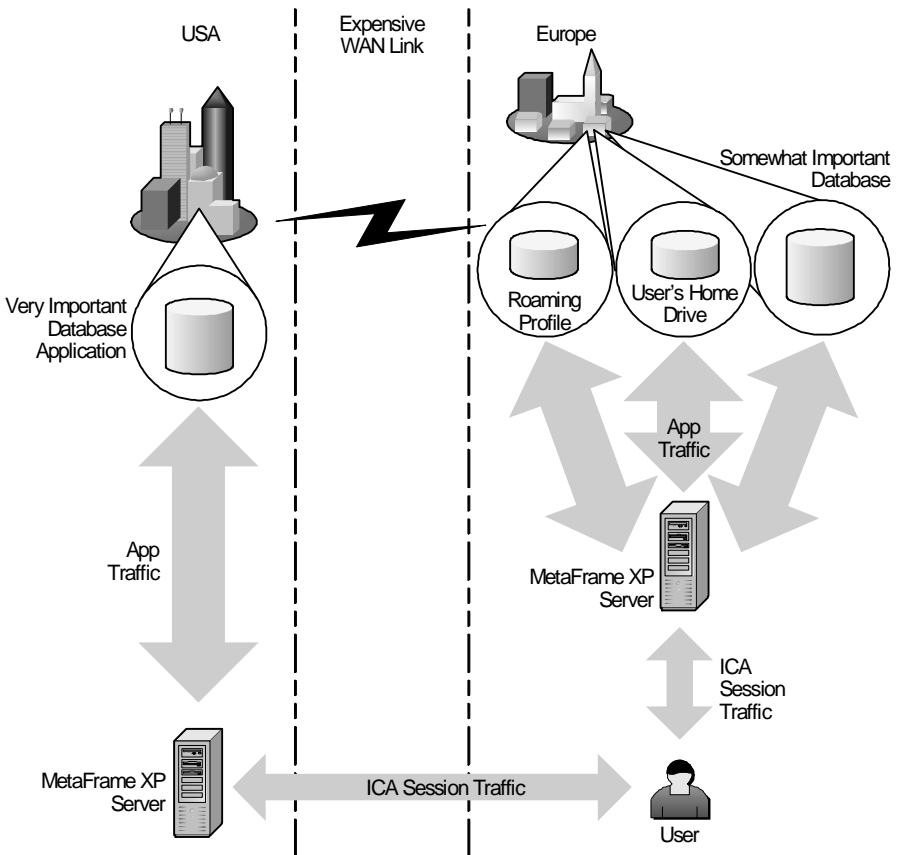 USA
Expensive
WAN Link
Europe
Somewhat Important
Database
Very Important
Database
Application
Roaming
Profile
User's Home
Drive
App
Traffic
App
Traffic
MetaFrame XP
Server
ICA
Session
Traffic
MetaFrame XP
Server
ICA Session Traffic
User